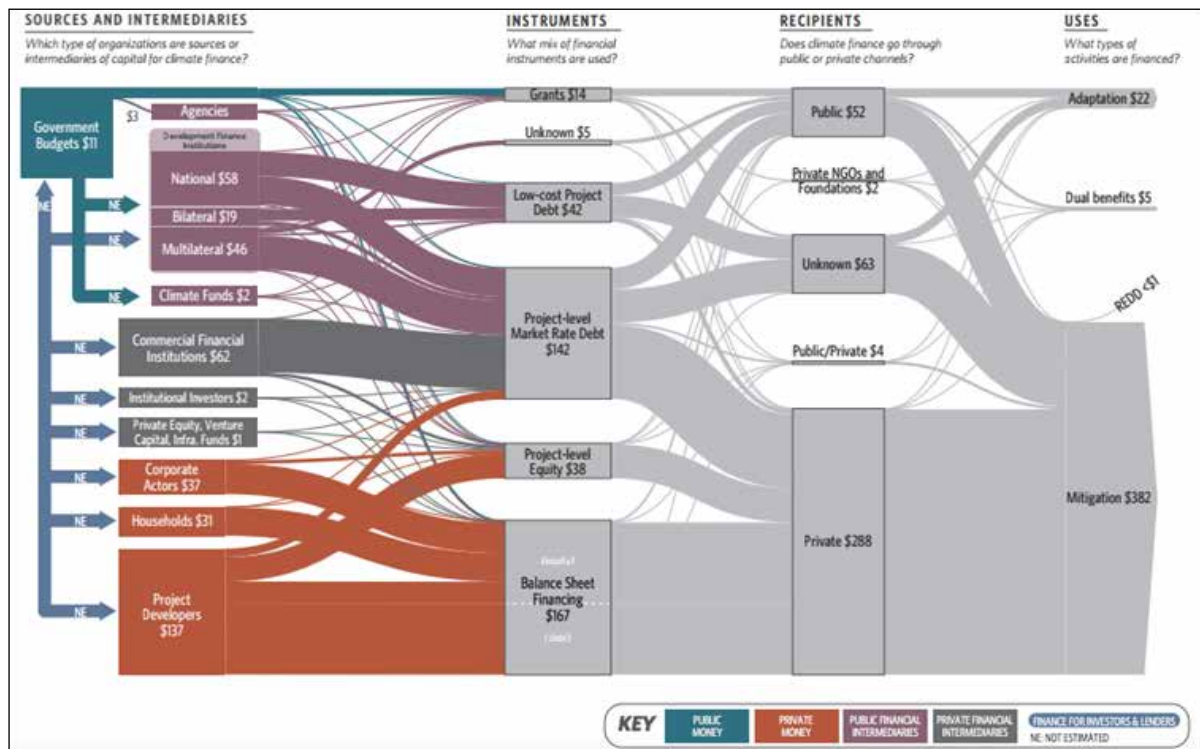 SOURCES AND INTERMEDIARIES
Which type of organizations are sources or
intermediaries of capital for climate finance?
INSTRUMENTS
What mix of financial
instruments are used?
RECIPIENTS
Does climate finance go through
public or private channels?
USES
What types of
activities are financed?
Government
Budgets $11
$3
Agencies
Development Finance
Institutions
National $58
Bilateral $19
Multilateral $46
Climate Funds $2
NE
NE
NE
NE
Commercial Financial
Institutions $62
NE
Institutional Investors $2
NE
Private Equity, Venture
Capital, Infra. Funds $1
NE
Corporate
Actors $37
NE
Households $31
NE
Project
Developers
$137
NE
Grants $14
Unknown $5
Low-cost Project
Debt $42
Project-level
Market Rate Debt
$142
Project-level
Equity $38
Balance Sheet
Financing
$167
Public $52
Private NGOs and
Foundations $2
Unknown $63
Public/Private $4
Private $288
Adaptation $22
Dual benefits $5
REDD <$1
Mitigation $382
KEY
PUBLIC
MONEY
PRIVATE
MONEY
PUBLIC FINANCIAL
INTERMEDIARIES
PRIVATE FINANCIAL
INTERMEDIARIES
FINANCE FOR INVESTORS & LENDERS
NE: NOT ESTIMATED